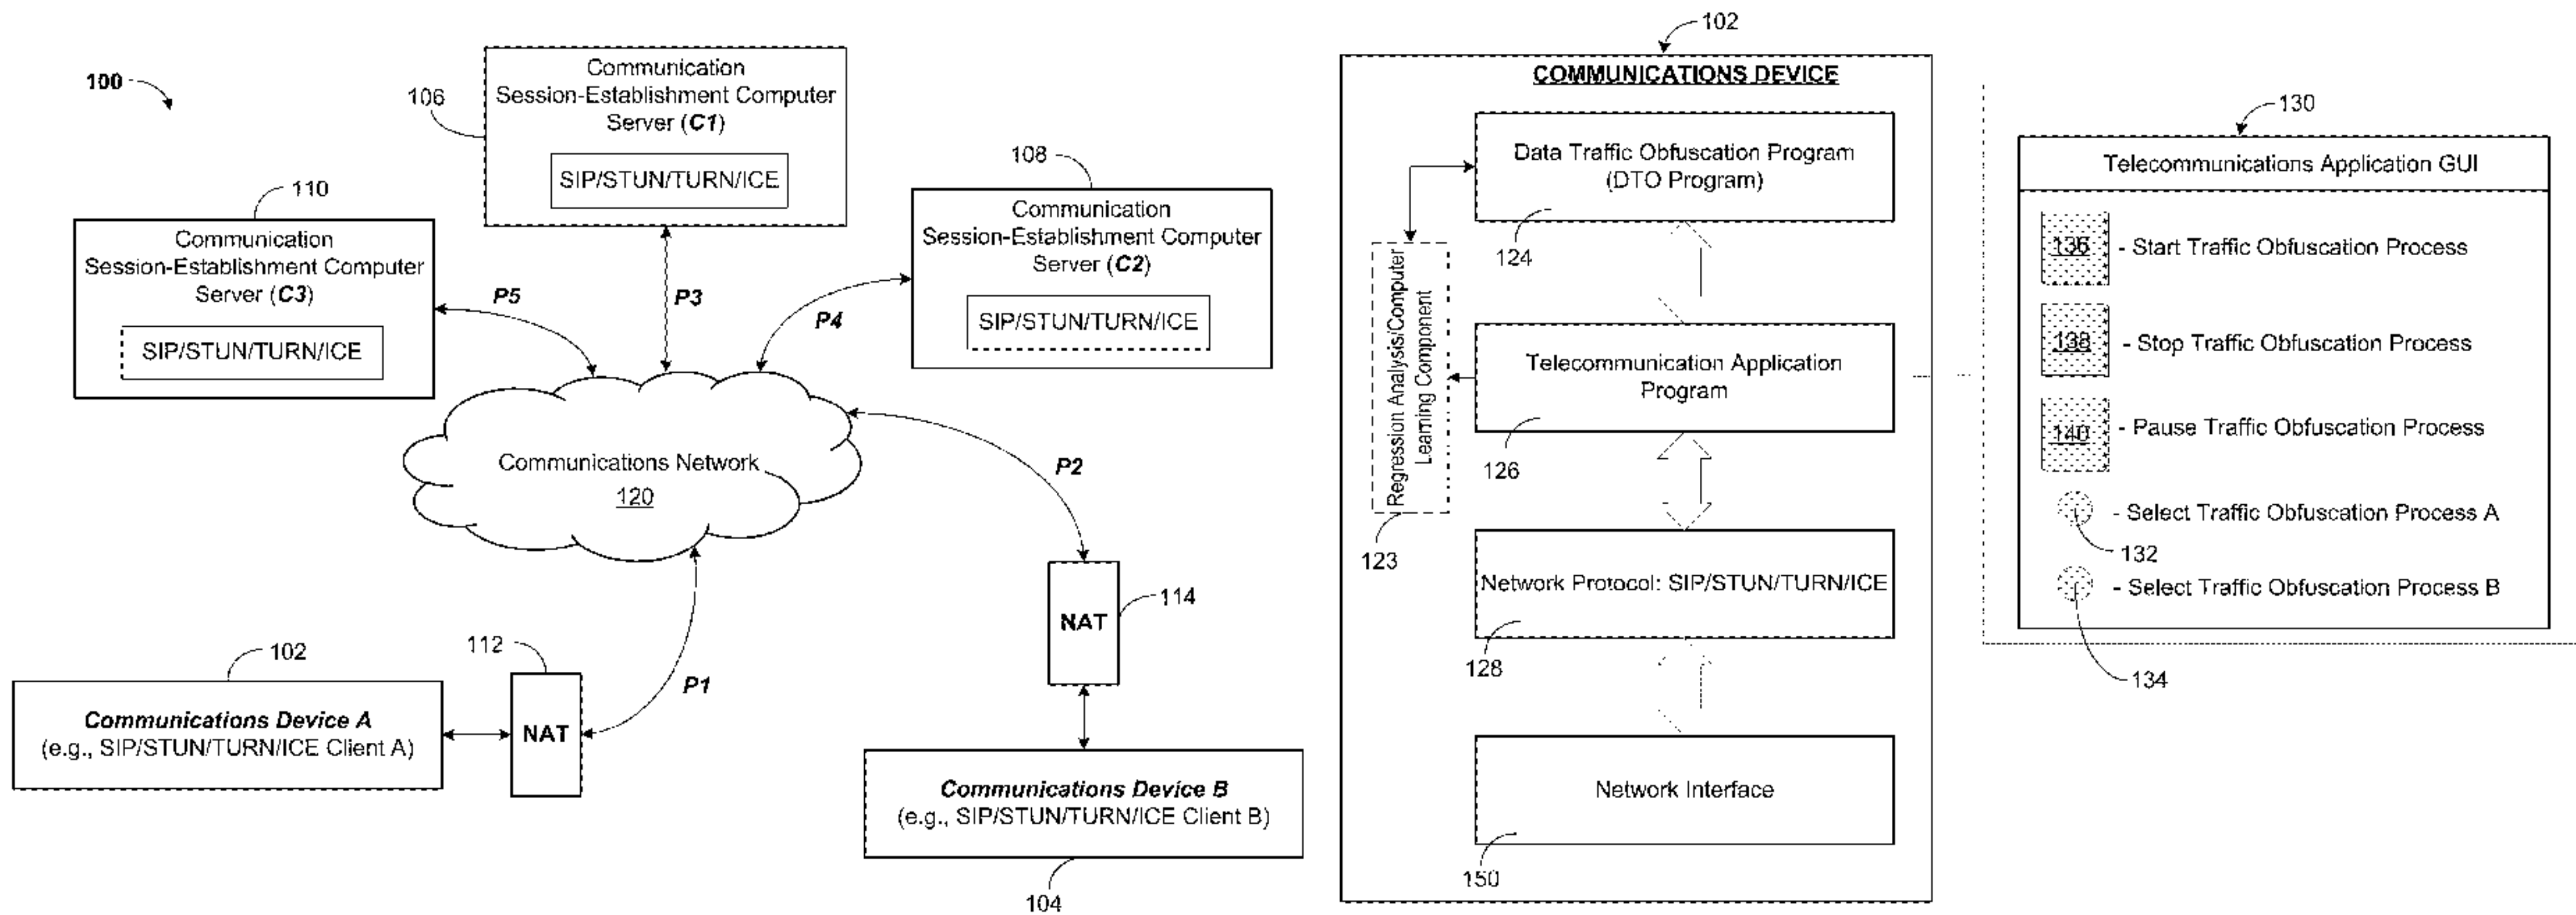 100
106
Communication
Session-Establishment Computer
Server (C1)
SIP/STUN/TURN/ICE
108
Communication
Session-Establishment Computer
Server (C2)
SIP/STUN/TURN/ICE
110
Communication
Session-Establishment Computer
Server (C3)
SIP/STUN/TURN/ICE
P5
P3
P4
Communications Network
120
P2
P1
114
NAT
112
NAT
102
Communications Device A
(e.g., SIP/STUN/TURN/ICE Client A)
Communications Device B
(e.g., SIP/STUN/TURN/ICE Client B)
104
102
COMMUNICATIONS DEVICE
Data Traffic Obfuscation Program
(DTO Program)
124
Regression Analysis/Computer
Learning Component
123
Telecommunication Application
Program
126
Network Protocol: SIP/STUN/TURN/ICE
128
Network Interface
150
130
Telecommunications Application GUI
136 - Start Traffic Obfuscation Process
138 - Stop Traffic Obfuscation Process
140 - Pause Traffic Obfuscation Process
- Select Traffic Obfuscation Process A
132
- Select Traffic Obfuscation Process B
134